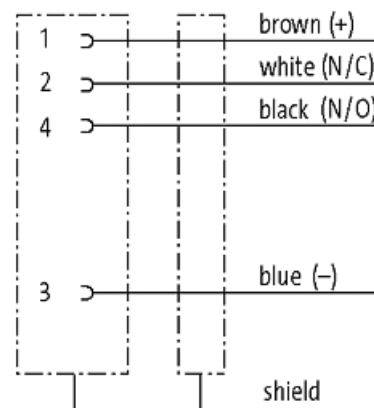 1 brown (+)
2 white (N/C)
4 black (N/O)
3 blue (–)
shield